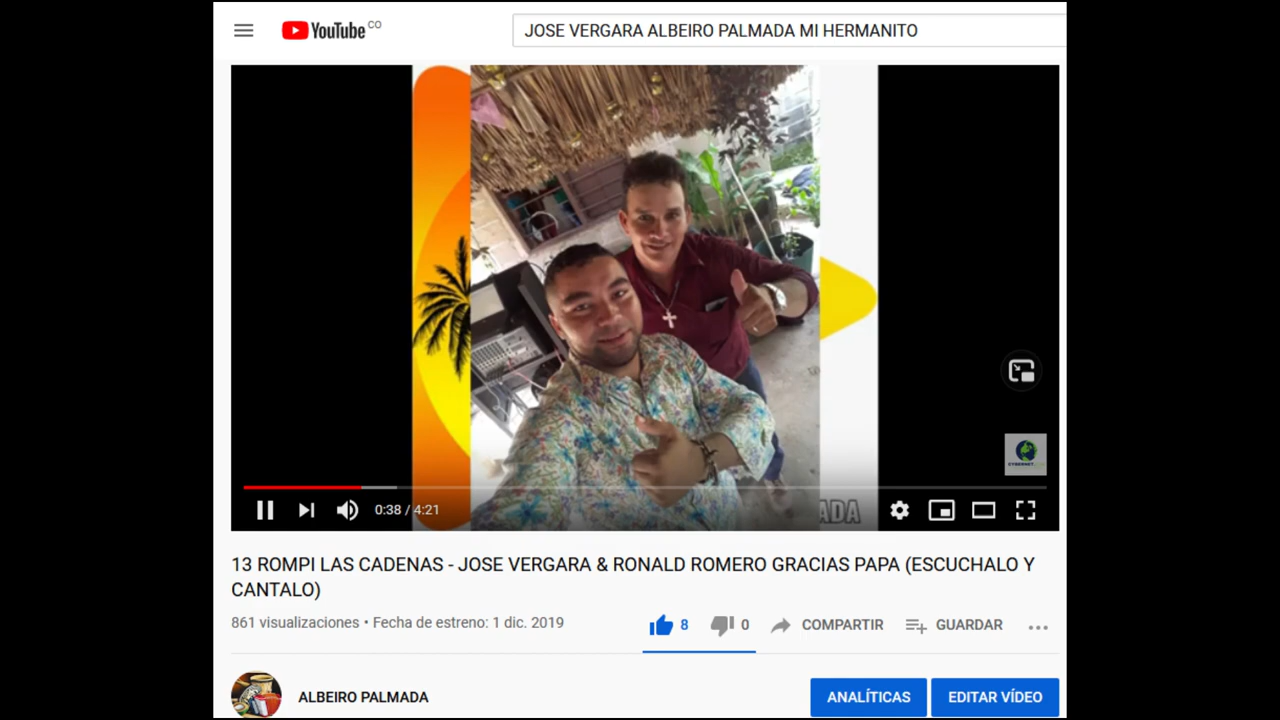 YouTube CO
JOSE VERGARA ALBEIRO PALMADA MI HERMANITO
ADA
0:38 / 4:21
13 ROMPI LAS CADENAS - JOSE VERGARA & RONALD ROMERO GRACIAS PAPA (ESCUCHALO Y
CANTALO)
861 visualizaciones • Fecha de estreno: 1 dic. 2019
8
0
COMPARTIR
GUARDAR
ALBEIRO PALMADA
ANALÍTICAS
EDITAR VÍDEO